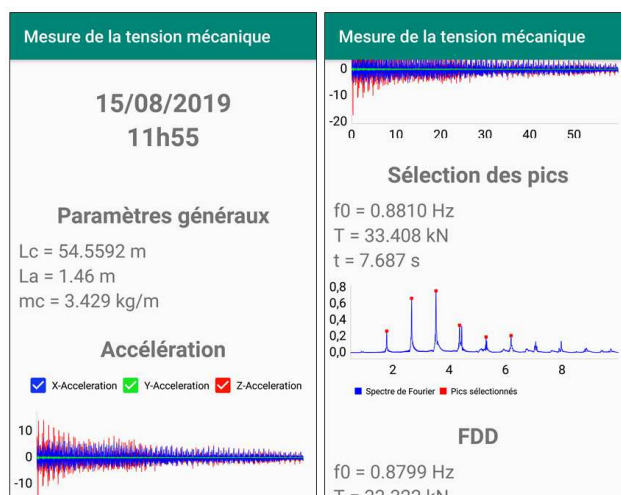 Mesure de la tension mécanique
15/08/2019
11h55
Paramètres généraux
Lc = 54.5592 m
La = 1.46 m
mc = 3.429 kg/m
Accélération
X-Acceleration Y-Acceleration Z-Acceleration
10
0
-10
Mesure de la tension mécanique
0
-10
-20
0 10 20 30 40 50
Sélection des pics
f0 = 0.8810 Hz
T = 33.408 kN
t = 7.687 s
0,8
0,6
0,4
0,2
0,0
2 4 6 8
Spectre de Fourier Pics sélectionnés
FDD
f0 = 0.8799 Hz